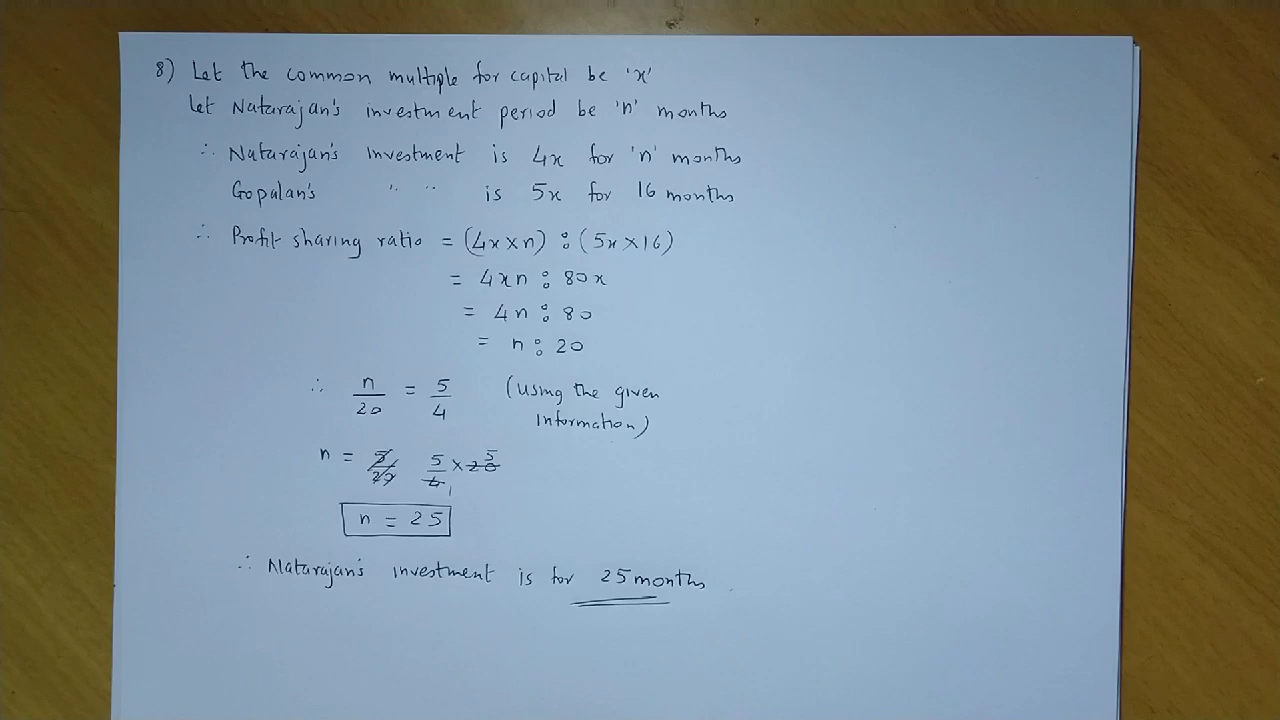 8) Let the common multiple for capital be 'x'
let Natarajan's investment period be 'n' months
∴ Natarajan's investment is 4x for 'n' months
Gopalan's " " is 5x for 16 months
∴ Profit sharing ratio = (4x × n) : (5x × 16)
= 4xn : 80x
= 4n : 80
= n : 20
∴ n/20 = 5/4 (using the given
information)
n = 5/4 × 20 5 1
n = 25
∴ Natarajan's investment is for 25 months